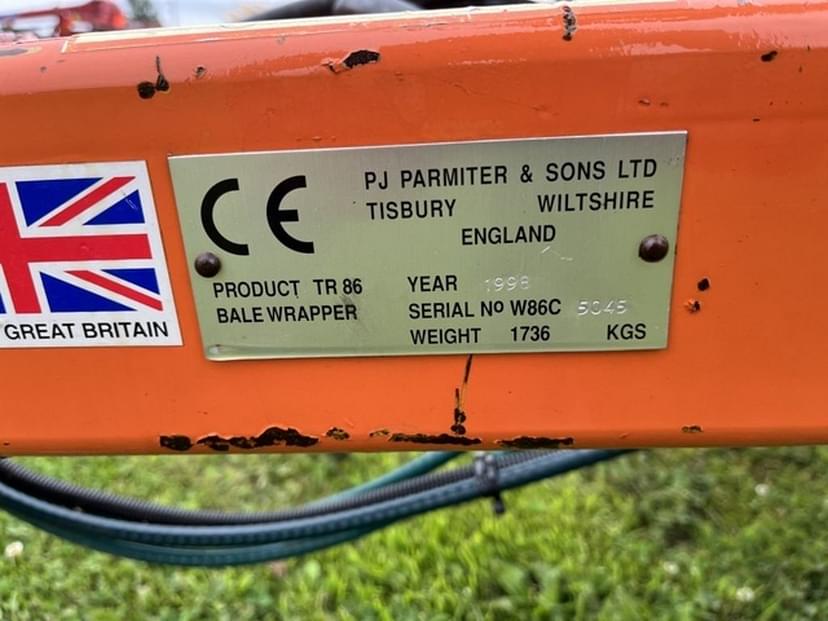 GREAT BRITAIN
CE
PJ PARMITER & SONS LTD
TISBURY WILTSHIRE
ENGLAND
PRODUCT TR 86
BALE WRAPPER
YEAR 1998
SERIAL No W86C 5045
WEIGHT 1736 KGS